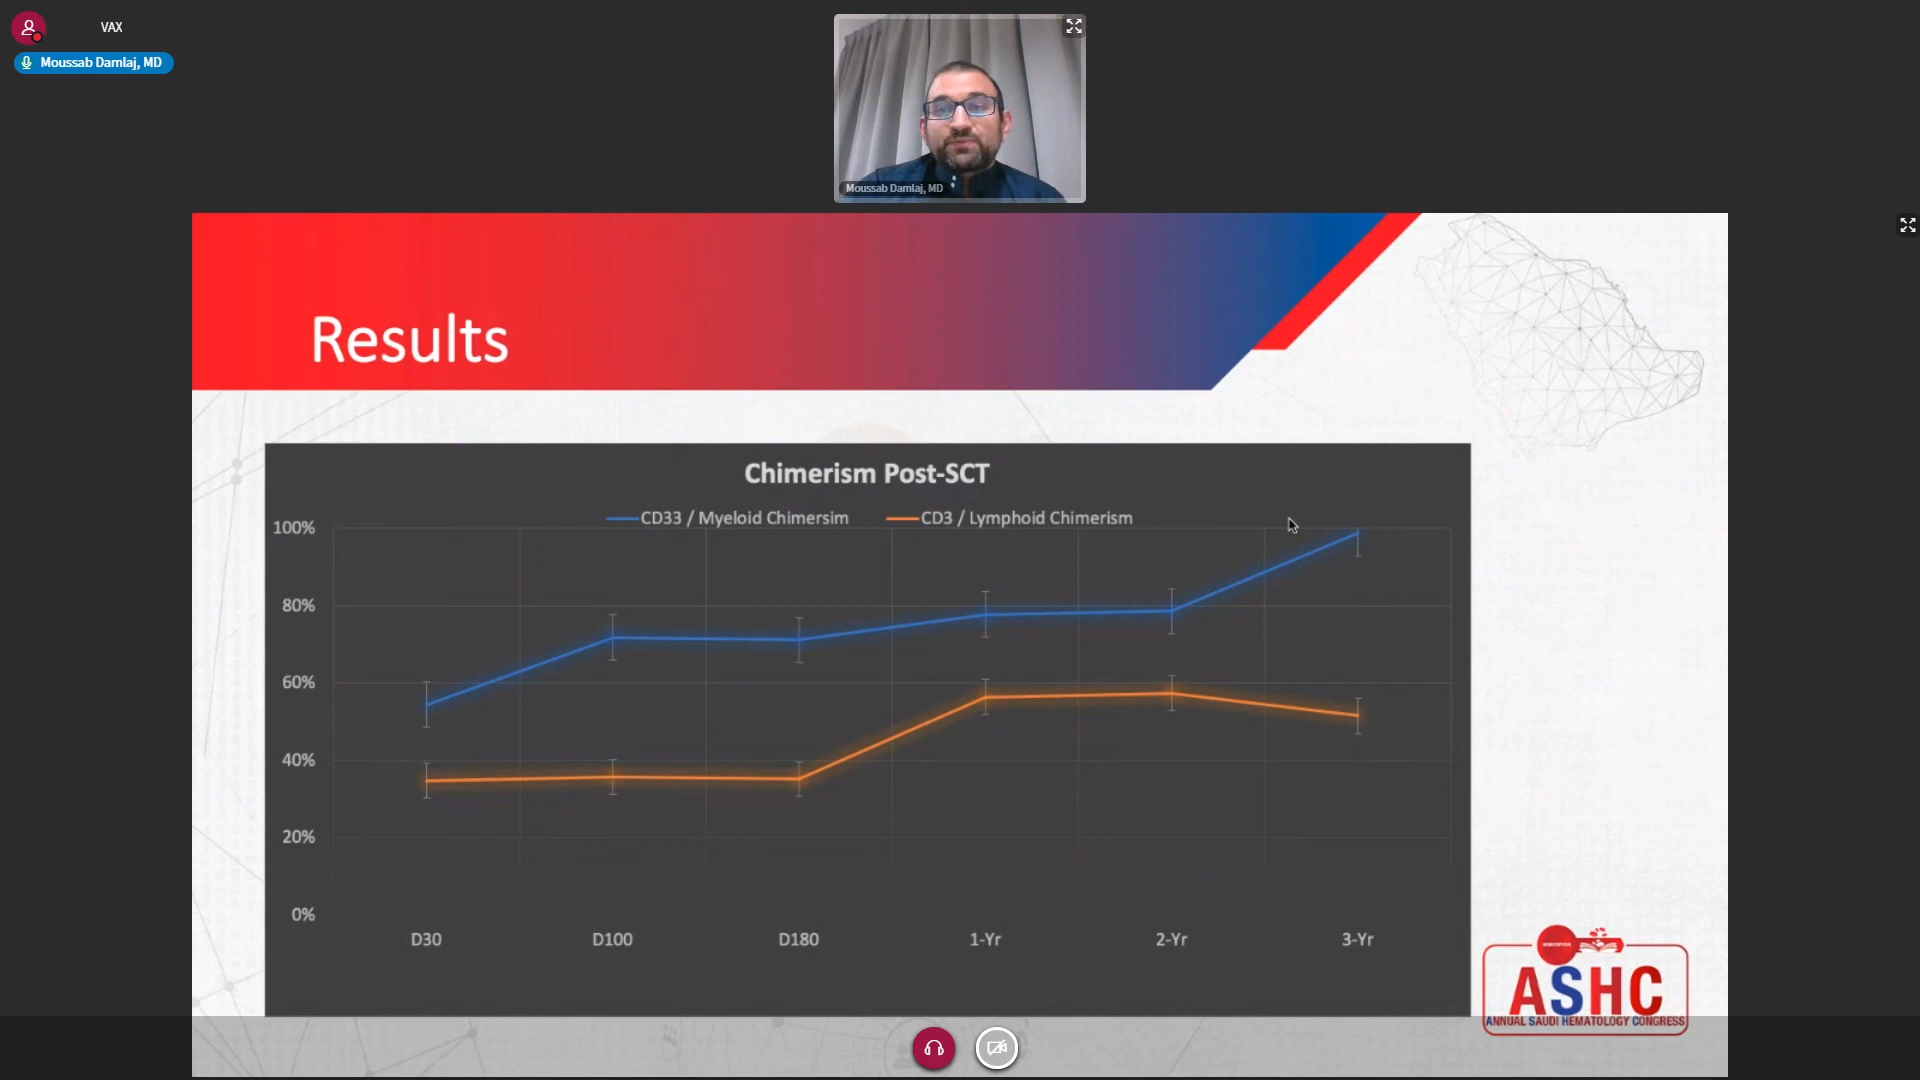 VAX
Moussab Damlaj, MD
Moussab Damlaj, MD
Results
Chimerism Post-SCT
CD33 / Myeloid Chimersim
CD3 / Lymphoid Chimerism
100%
80%
60%
40%
20%
0%
D30
D100
D180
1-Yr
2-Yr
3-Yr
ASHC
ANNUAL SAUDI HEMATOLOGY CONGRESS